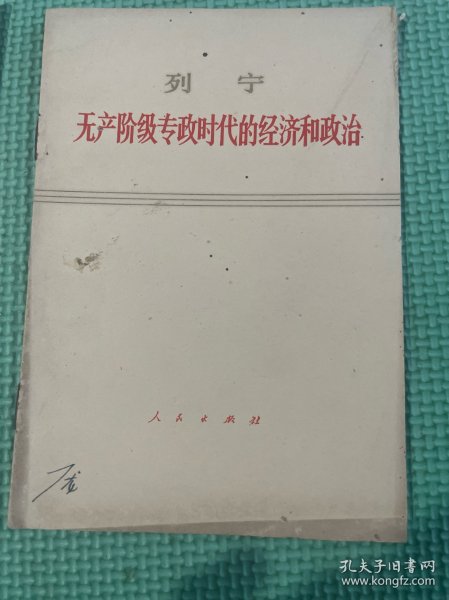 列 宁
无产阶级专政时代的经济和政治
人民出版社
孔夫子旧书网
www.kongfz.com